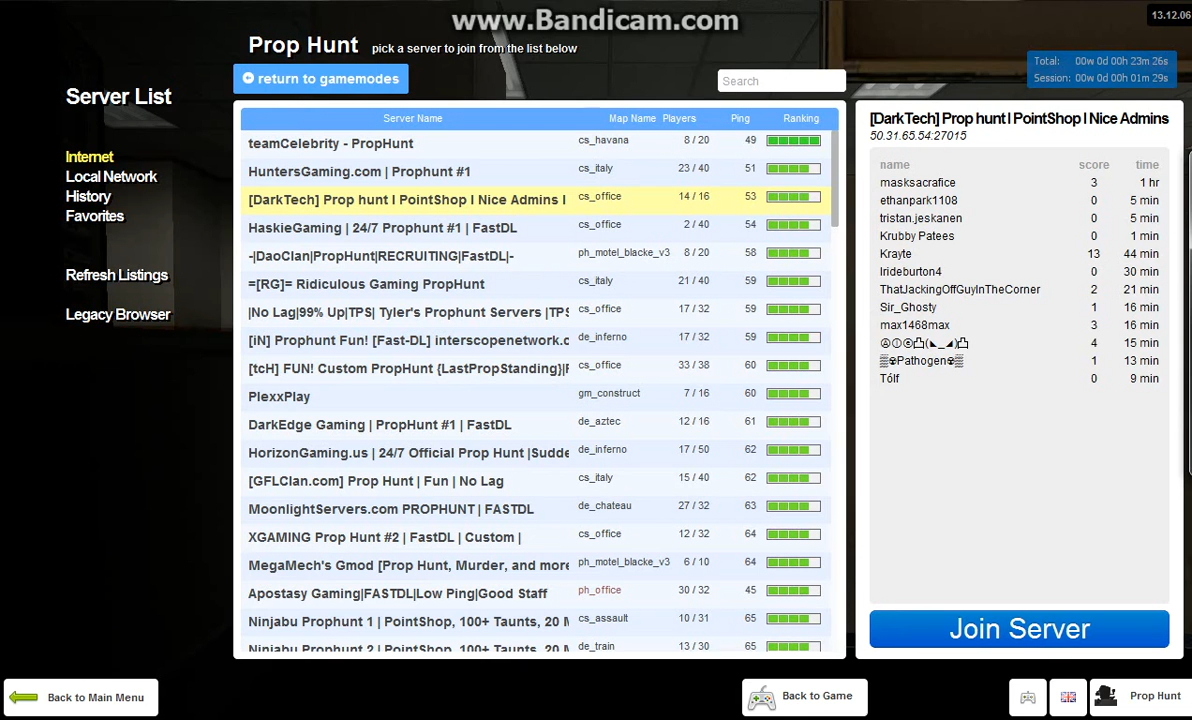 www.Bandicam.com
13.12.06
Prop Hunt pick a server to join from the list below
return to gamemodes
Search
Total: 00w 0d 00h 23m 26s
Session: 00w 0d 00h 01m 29s
Server List
Internet
Local Network
History
Favorites
Refresh Listings
Legacy Browser
Server Name Map Name Players Ping Ranking
teamCelebrity - PropHunt cs_havana 8 / 20 49
HuntersGaming.com | Prophunt #1 cs_italy 23 / 40 51
[DarkTech] Prop hunt l PointShop l Nice Admins l cs_office 14 / 16 53
HaskieGaming | 24/7 Prophunt #1 | FastDL cs_office 2 / 40 54
-|DaoClan|PropHunt|RECRUITING|FastDL|- ph_motel_blacke_v3 8 / 20 58
=[RG]= Ridiculous Gaming PropHunt cs_italy 21 / 40 59
|No Lag|99% Up|TPS| Tyler's Prophunt Servers |TPS cs_office 17 / 32 59
[iN] Prophunt Fun! [Fast-DL] interscopenetwork.c de_inferno 17 / 32 59
[tcH] FUN! Custom PropHunt {LastPropStanding}|F cs_office 33 / 38 60
PlexxPlay gm_construct 7 / 16 60
DarkEdge Gaming | PropHunt #1 | FastDL de_aztec 12 / 16 61
HorizonGaming.us | 24/7 Official Prop Hunt |Sudde de_inferno 17 / 50 62
[GFLClan.com] Prop Hunt | Fun | No Lag cs_italy 15 / 40 62
MoonlightServers.com PROPHUNT | FASTDL de_chateau 27 / 32 63
XGAMING Prop Hunt #2 | FastDL | Custom | cs_office 12 / 32 64
MegaMech's Gmod [Prop Hunt, Murder, and more ph_motel_blacke_v3 6 / 10 64
Apostasy Gaming|FASTDL|Low Ping|Good Staff ph_office 30 / 32 45
Ninjabu Prophunt 1 | PointShop, 100+ Taunts, 20 M cs_assault 10 / 31 65
Ninjabu Prophunt 2 | PointShop, 100+ Taunts, 20 M de_train 13 / 30 65
[DarkTech] Prop hunt l PointShop l Nice Admins
50.31.65.54:27015
name score time
masksacrafice 3 1 hr
ethanpark1108 0 5 min
tristan.jeskanen 0 5 min
Krubby Patees 0 1 min
Krayte 13 44 min
lrideburton4 0 30 min
ThatJackingOffGuyInTheCorner 2 21 min
Sir_Ghosty 1 16 min
max1468max 3 16 min
4 15 min
▒☢Pathogen☢▒ 1 13 min
Tólf 0 9 min
Join Server
Back to Main Menu
Back to Game
Prop Hunt